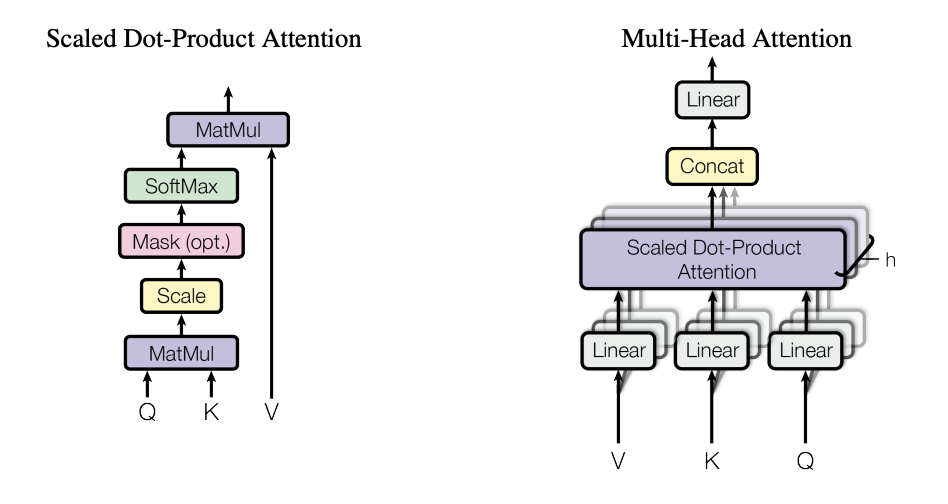 Scaled Dot-Product Attention
MatMul
SoftMax
Mask (opt.)
Scale
MatMul
Q K V
Multi-Head Attention
Linear
Concat
Scaled Dot-Product
Attention
h
Linear Linear Linear
V K Q